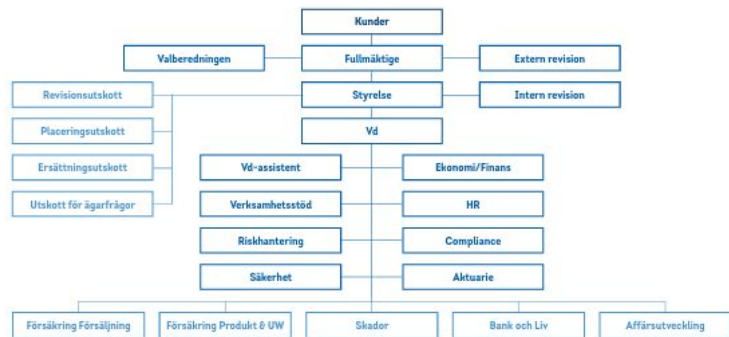 Kunder
Valberedningen
Fullmäktige
Extern revision
Revisionsutskott
Styrelse
Intern revision
Placeringsutskott
Vd
Ersättningsutskott
Vd-assistent
Ekonomi/Finans
Utskott för ägarfrågor
Verksamhetsstöd
HR
Riskhantering
Compliance
Säkerhet
Aktuarie
Försäkring Försäljning
Försäkring Produkt & UW
Skador
Bank och Liv
Affärsutveckling